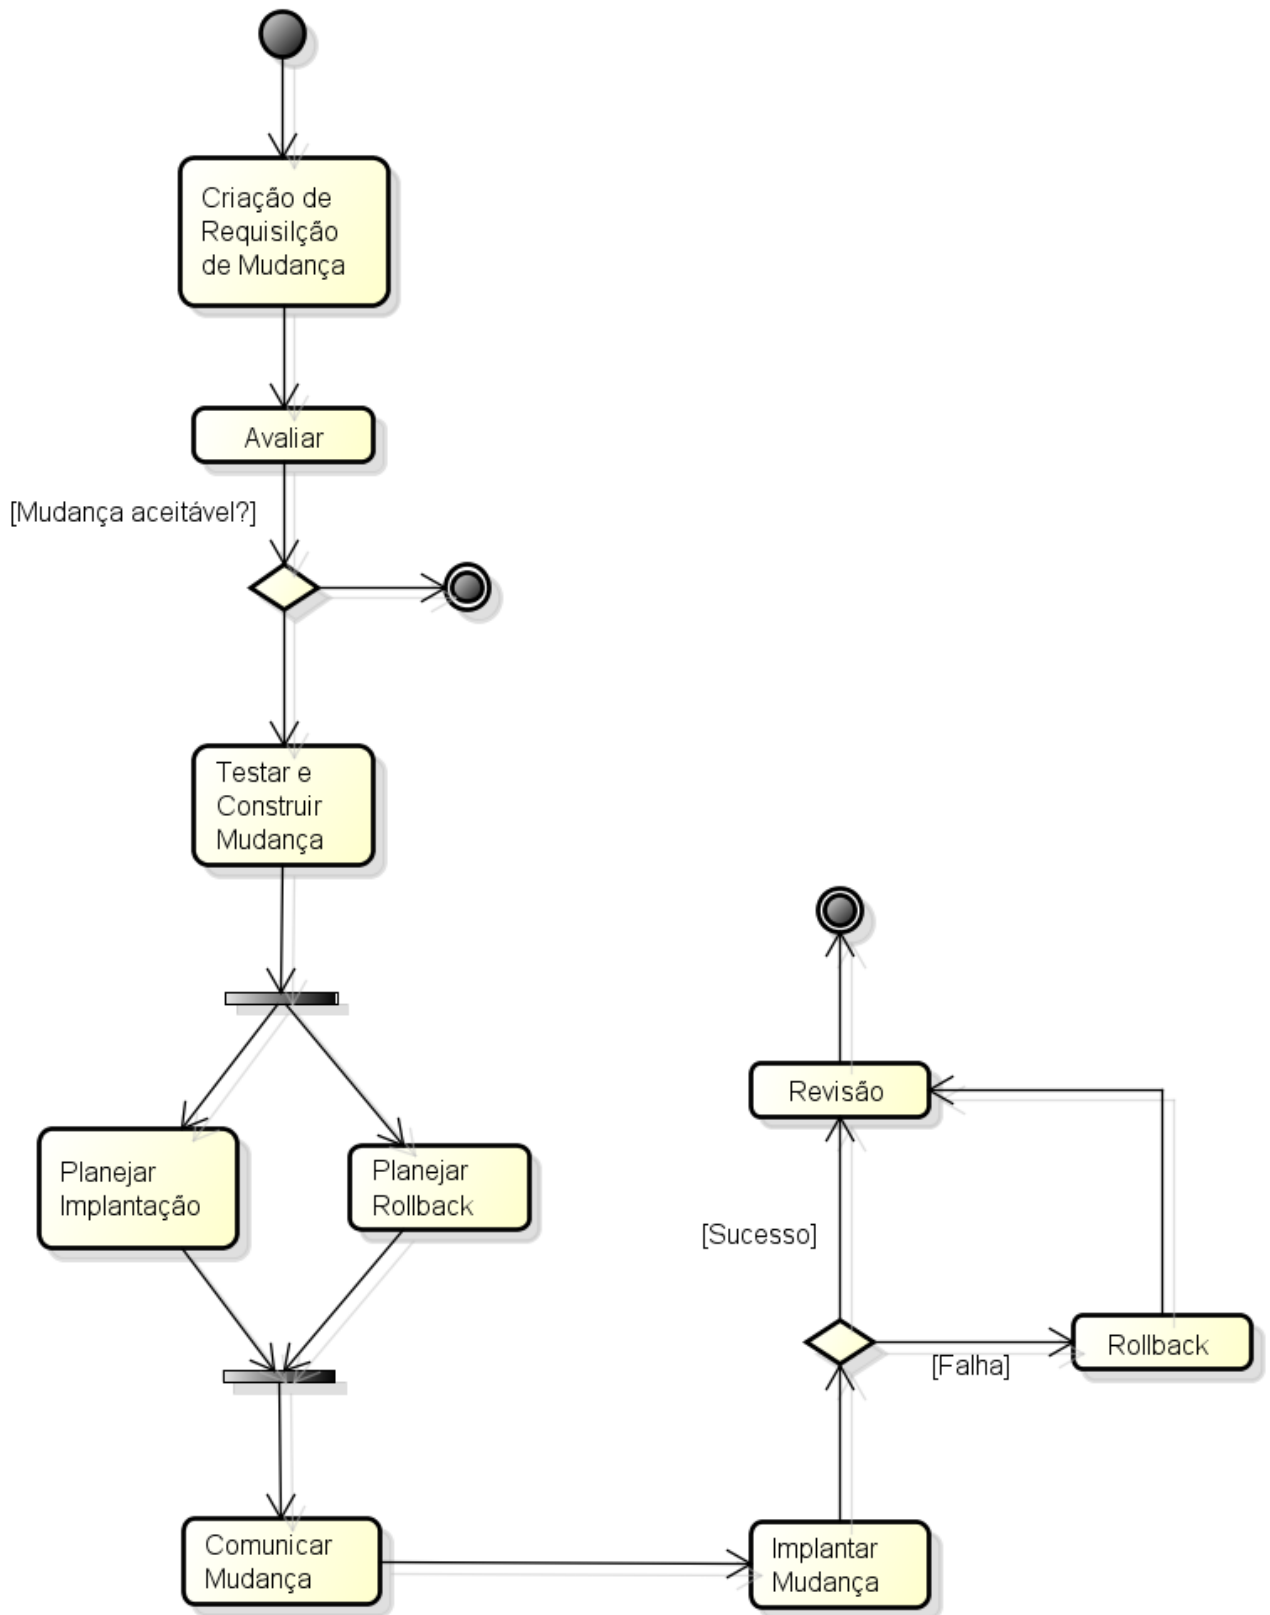 Criação de
Requisilção
de Mudança
Avaliar
[Mudança aceitável?]
Testar e
Construir
Mudança
Planejar
Implantação
Planejar
Rollback
Comunicar
Mudança
Implantar
Mudança
[Falha]
Rollback
[Sucesso]
Revisão